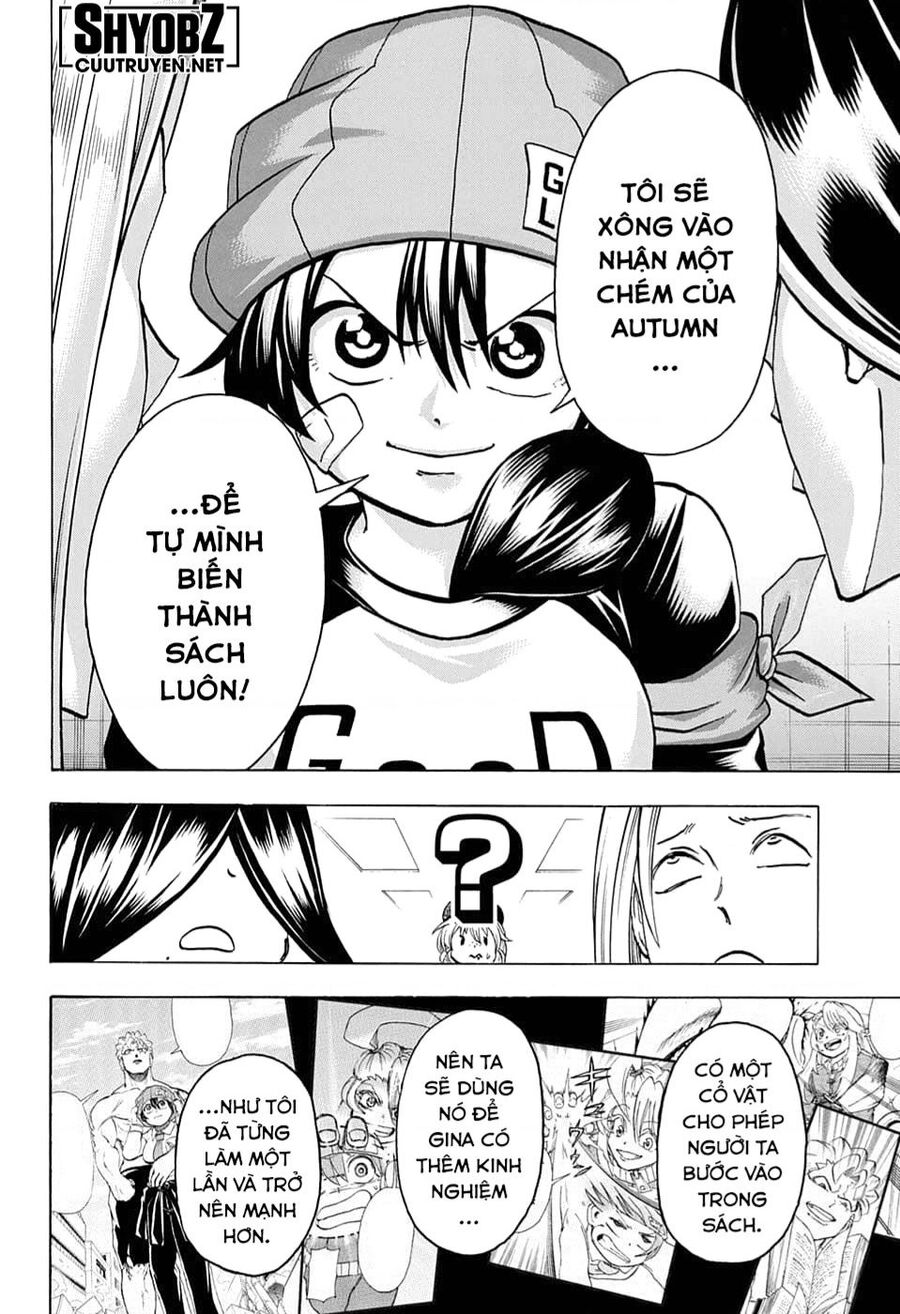 SHYOBZ
CUUTRUYEN.NET
G
L
TÔI SẼ
XÔNG VÀO
NHẬN MỘT
CHÉM CỦA
AUTUMN
...
...ĐỂ
TỰ MÌNH
BIẾN
THÀNH
SÁCH
LUÔN!
GOOD
?
CÓ MỘT
CỔ VẬT
CHO PHÉP
NGƯỜI TA
BƯỚC VÀO
TRONG
SÁCH.
NÊN TA
SẼ DÙNG
NÓ ĐỂ
GINA CÓ
THÊM KINH
NGHIỆM
...
...NHƯ TÔI
ĐÃ TỪNG
LÀM MỘT
LẦN VÀ TRỞ
NÊN MẠNH
HƠN.